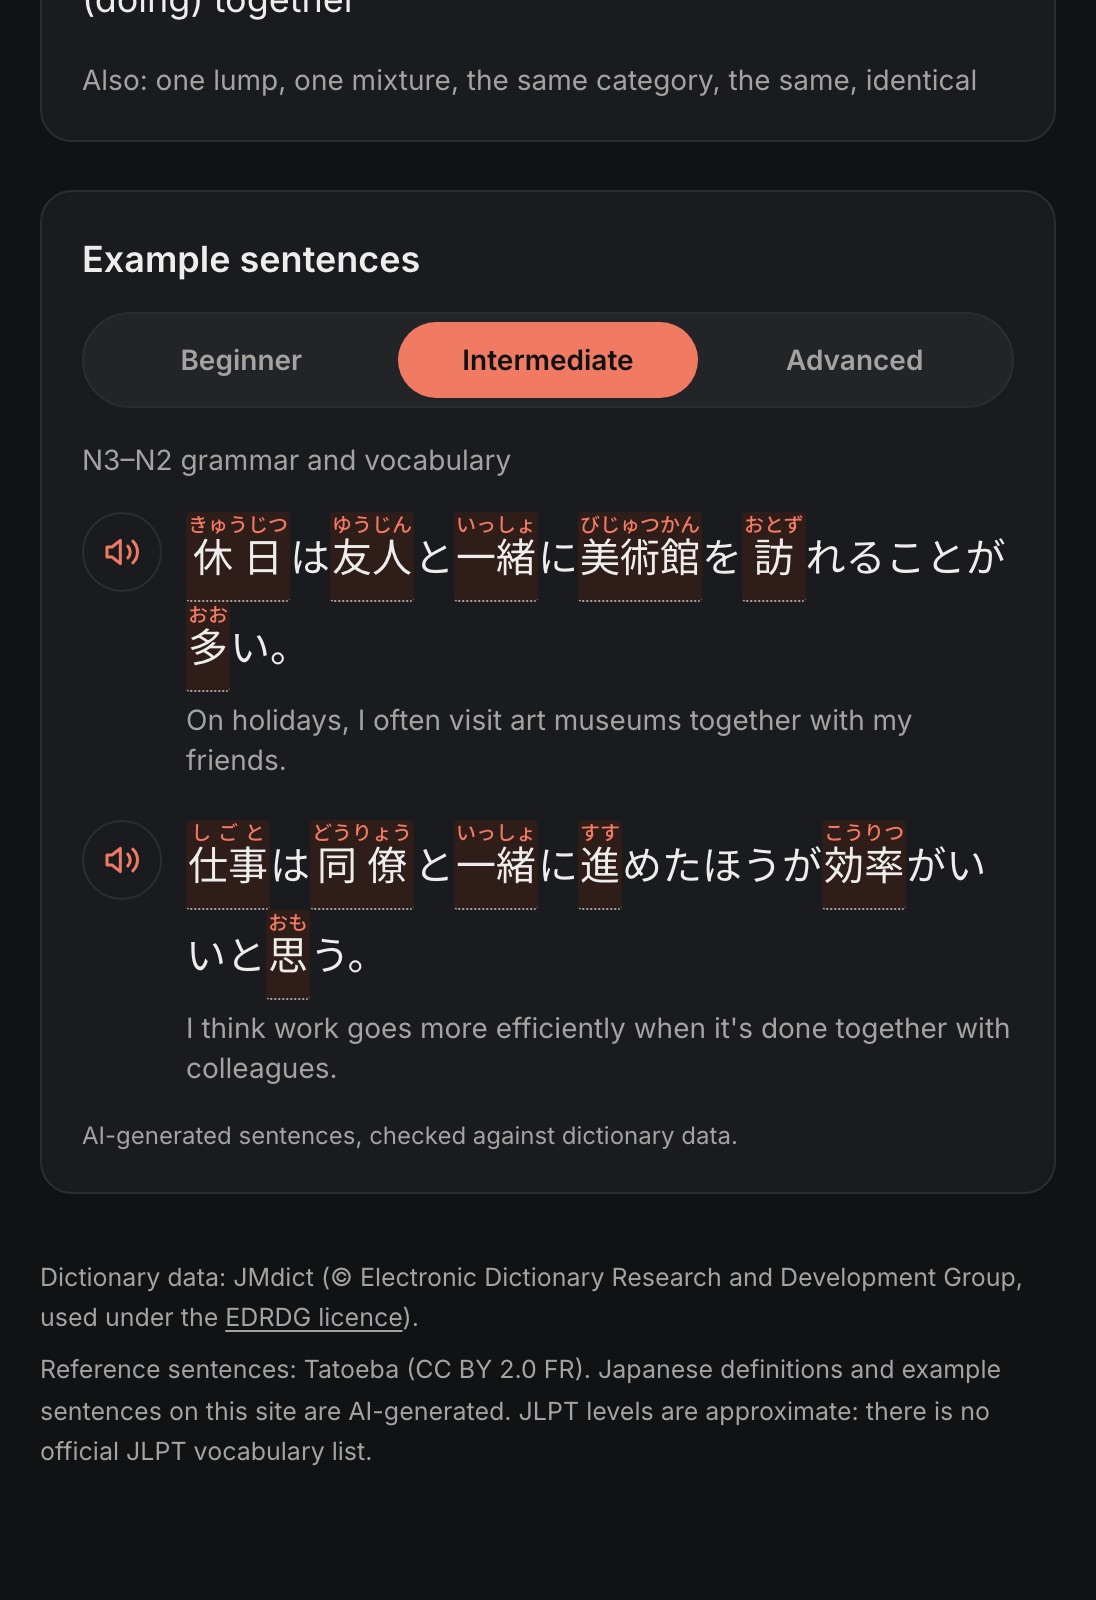 (doing) together
Also: one lump, one mixture, the same category, the same, identical
Example sentences
Beginner
Intermediate
Advanced
N3–N2 grammar and vocabulary
きゅうじつ ゆうじん いっしょ びじゅつかん おとず
休日は友人と一緒に美術館を訪れることが
おお
多い。
On holidays, I often visit art museums together with my
friends.
しごと どうりょう いっしょ すす こうりつ
仕事は同僚と一緒に進めたほうが効率がい
おも
いと思う。
I think work goes more efficiently when it's done together with
colleagues.
AI-generated sentences, checked against dictionary data.
Dictionary data: JMdict (© Electronic Dictionary Research and Development Group,
used under the EDRDG licence).
Reference sentences: Tatoeba (CC BY 2.0 FR). Japanese definitions and example
sentences on this site are AI-generated. JLPT levels are approximate: there is no
official JLPT vocabulary list.